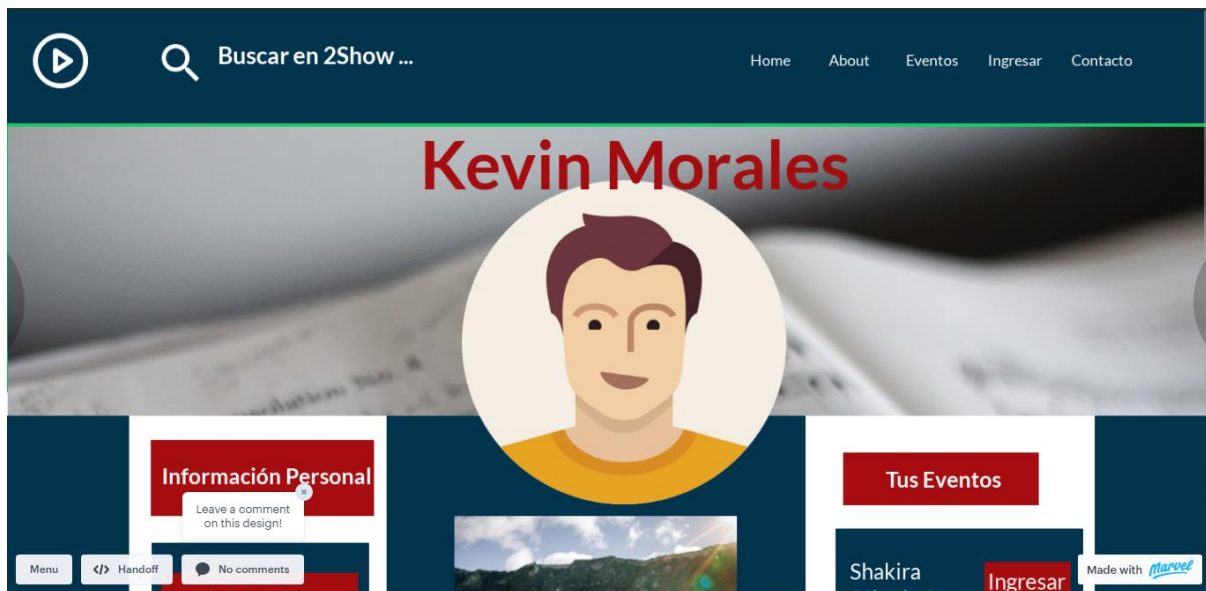 Buscar en 2Show ...
Home About Eventos Ingresar Contacto
Kevin Morales
Información Personal
Tus Eventos
Leave a comment
on this design!
Menu
</> Handoff
No comments
Shakira
Ingresar
Made with Marvel